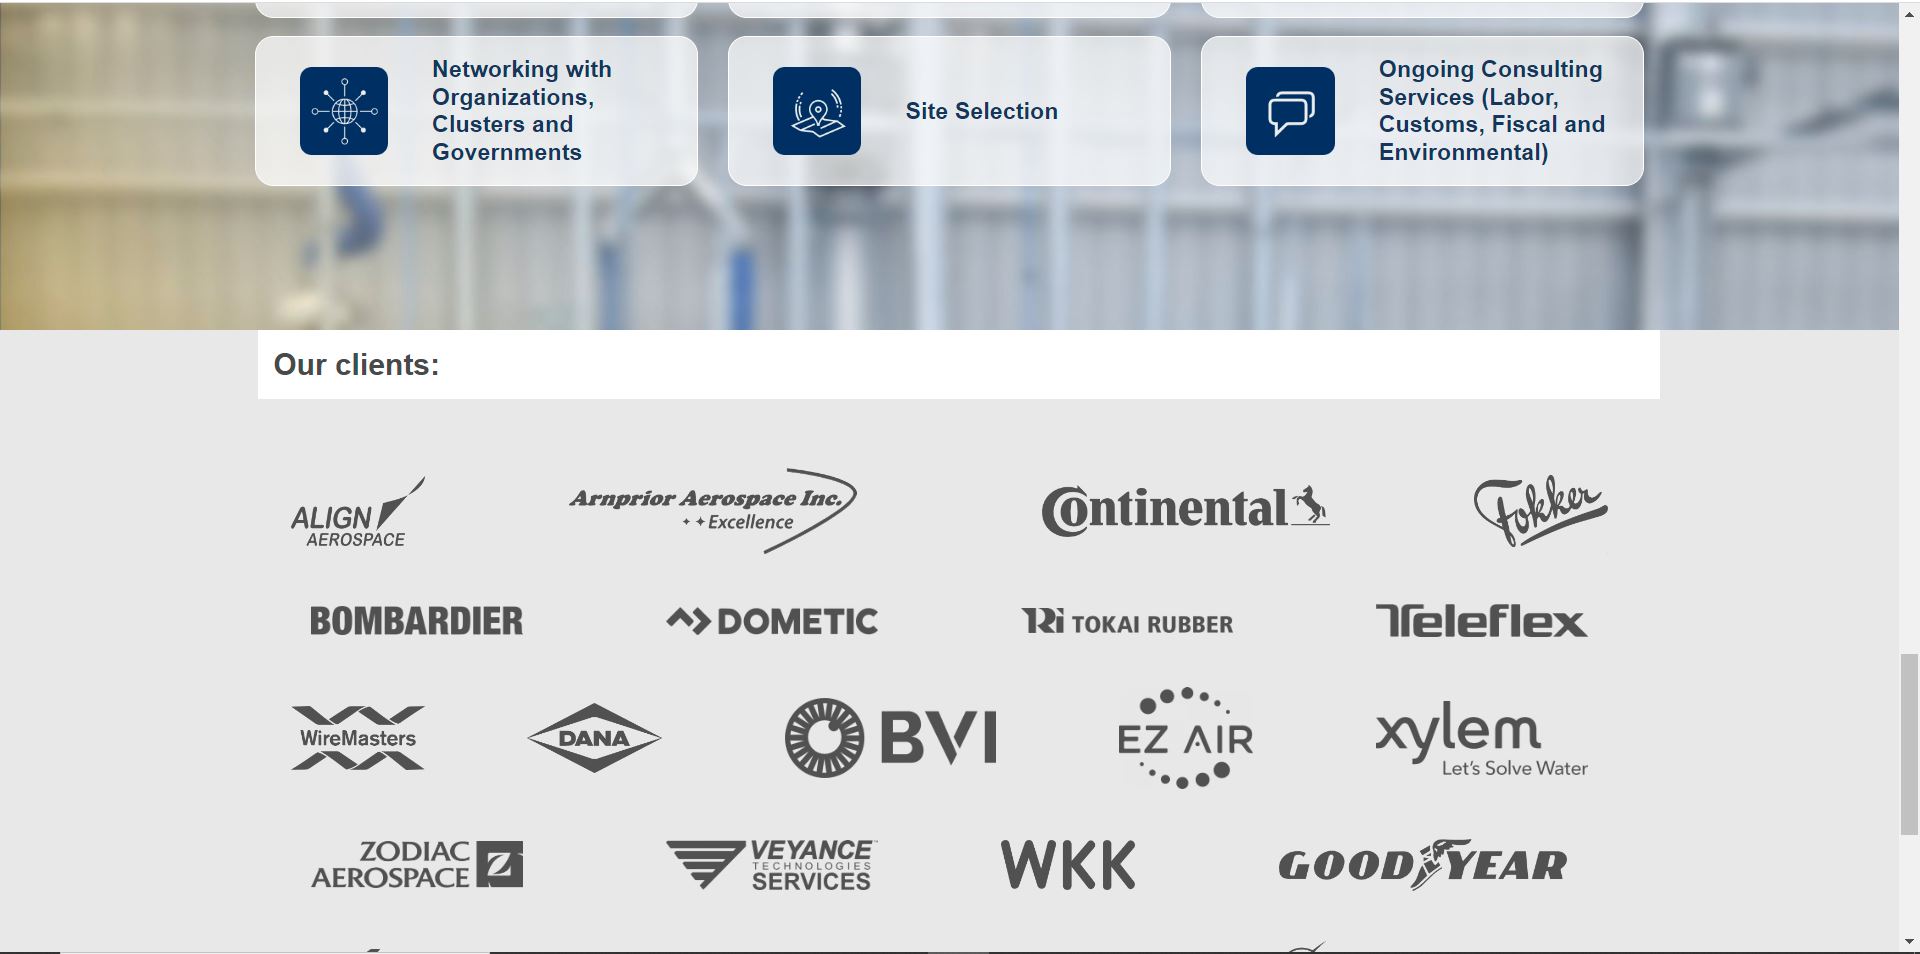 Networking with
Organizations,
Clusters and
Governments
Site Selection
Ongoing Consulting
Services (Labor,
Customs, Fiscal and
Environmental)
Our clients:
ALIGN
AEROSPACE
Arnprior Aerospace Inc.
Excellence
Continental
Fokker
BOMBARDIER
DOMETIC
TRi TOKAI RUBBER
Teleflex
WireMasters
DANA
BVI
EZ AIR
xylem
Let's Solve Water
ZODIAC
AEROSPACE
VEYANCE
TECHNOLOGIES
SERVICES
WKK
GOODYEAR